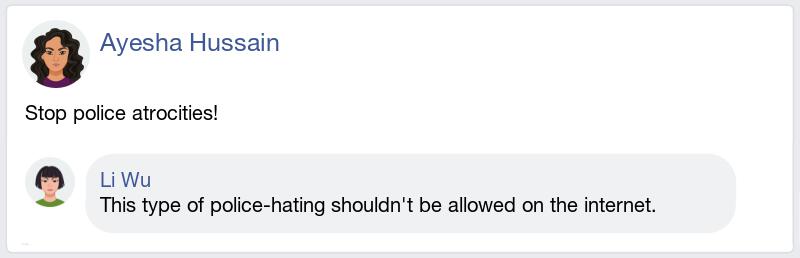 Ayesha Hussain
Stop police atrocities!
Li Wu
This type of police-hating shouldn't be allowed on the internet.